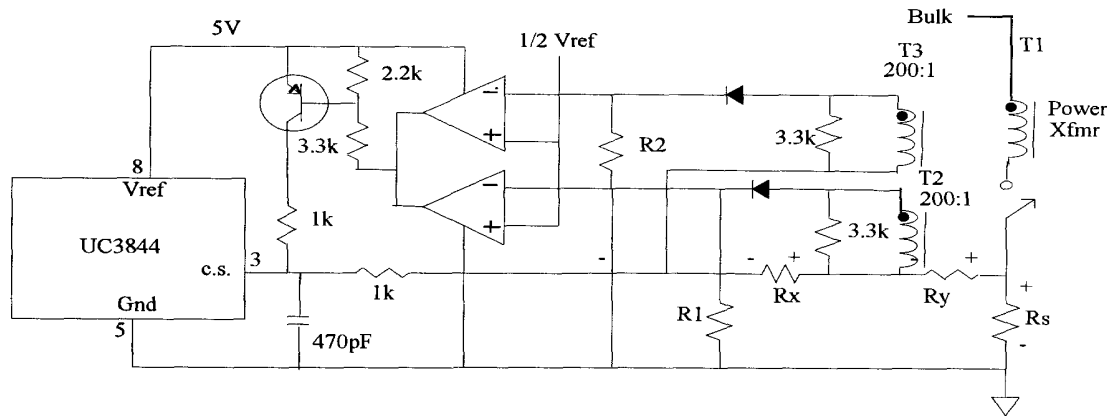 Bulk
5V
1/2 Vref
T3
200:1
T1
2.2k
Power
Xfmr
3.3k
R2
3.3k
8
Vref
T2
200:1
1k
UC3844
3.3k
c.s.
3
- +
- +
Gnd
1k
Rx
Ry
+
5
R1
Rs
470pF
-